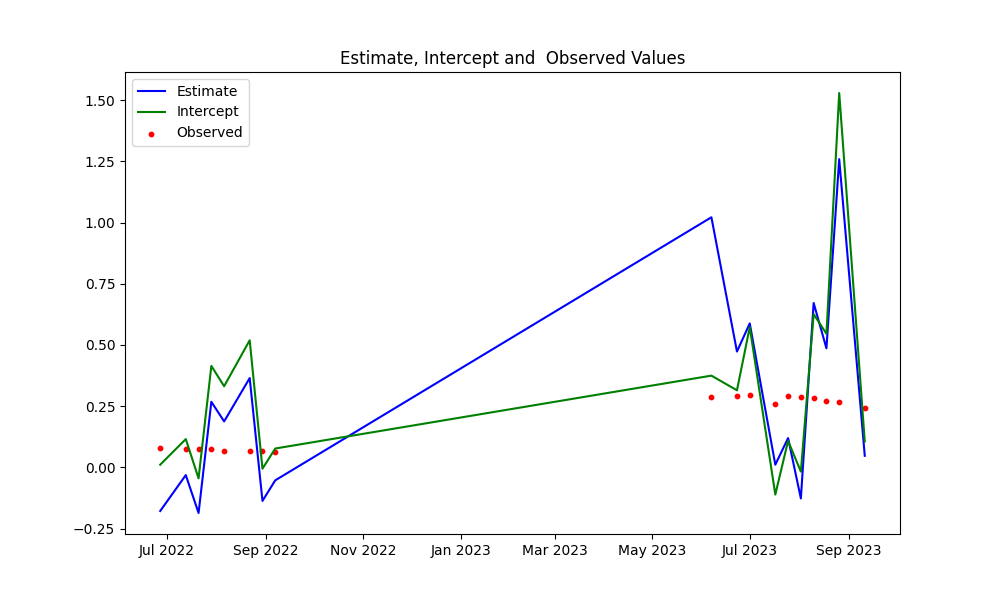 Estimate, Intercept and  Observed Values
Estimate
Intercept
Observed
1.50
1.25
1.00
0.75
0.50
0.25
0.00
−0.25
Jul 2022
Sep 2022
Nov 2022
Jan 2023
Mar 2023
May 2023
Jul 2023
Sep 2023